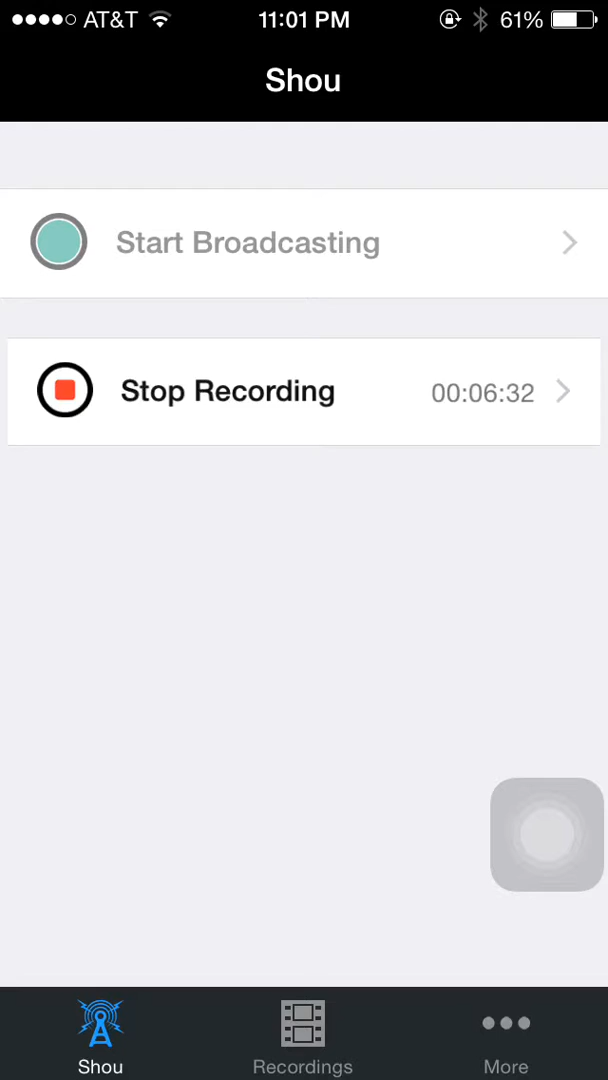 AT&T 11:01 PM 61%
Shou
Start Broadcasting
Stop Recording 00:06:32
Shou Recordings More